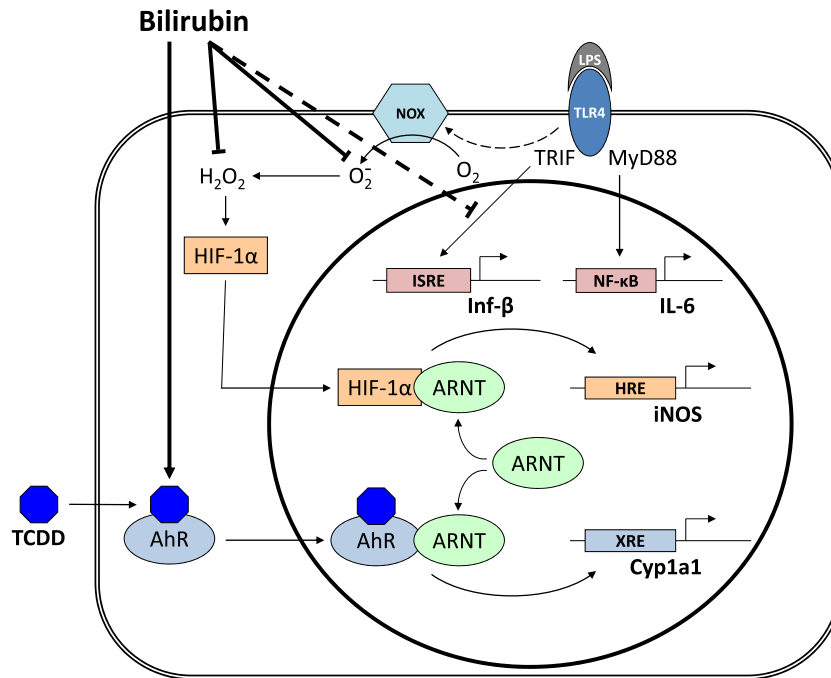 Bilirubin
LPS
NOX
TLR4
TRIF
MyD88
H₂O₂
O₂⁻
O₂
HIF-1α
ISRE
NF-κB
Inf-β
IL-6
HIF-1α
ARNT
HRE
iNOS
ARNT
TCDD
AhR
AhR
ARNT
XRE
Cyp1a1